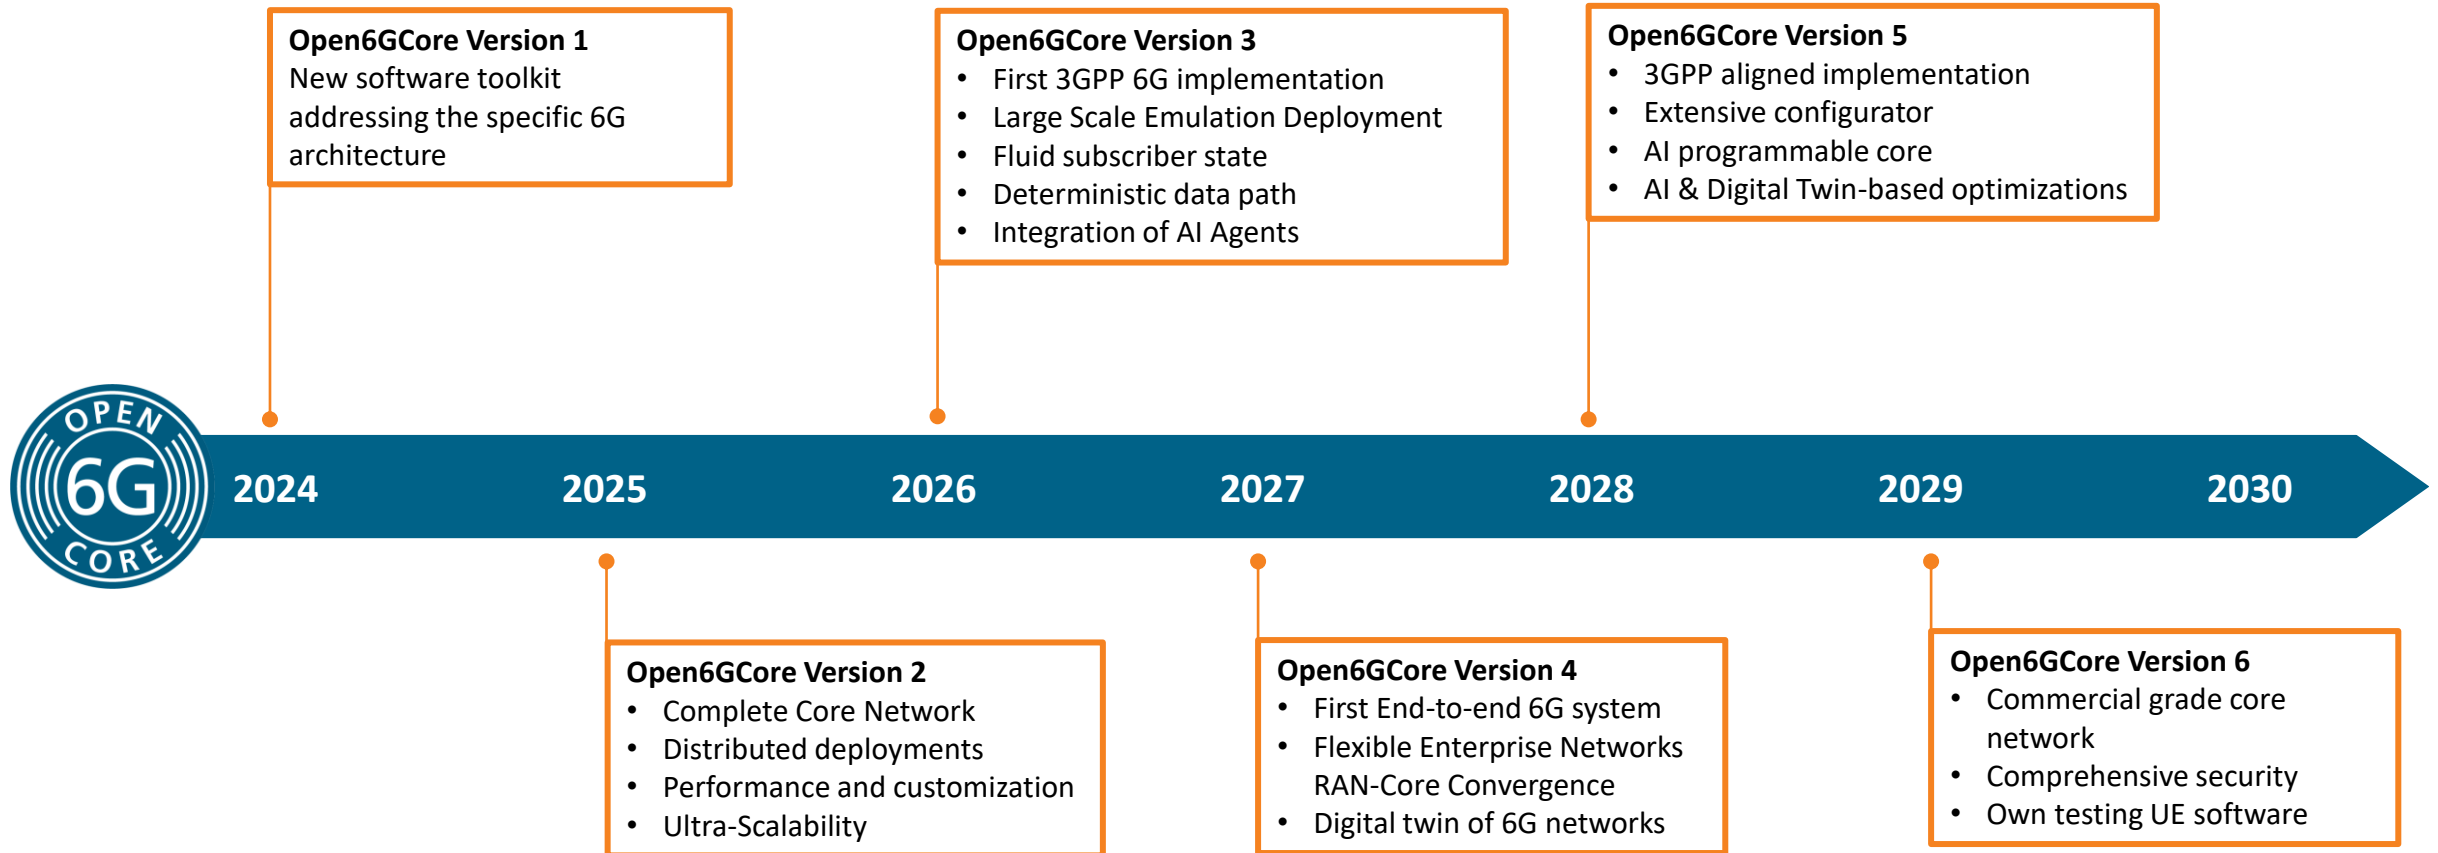 Open6GCore Version 1
New software toolkit
addressing the specific 6G
architecture
Open6GCore Version 3
• First 3GPP 6G implementation
• Large Scale Emulation Deployment
• Fluid subscriber state
• Deterministic data path
• Integration of AI Agents
Open6GCore Version 5
• 3GPP aligned implementation
• Extensive configurator
• AI programmable core
• AI & Digital Twin-based optimizations
OPEN
6G
CORE
2024 2025 2026 2027 2028 2029 2030
Open6GCore Version 2
• Complete Core Network
• Distributed deployments
• Performance and customization
• Ultra-Scalability
Open6GCore Version 4
• First End-to-end 6G system
• Flexible Enterprise Networks
RAN-Core Convergence
• Digital twin of 6G networks
Open6GCore Version 6
• Commercial grade core
network
• Comprehensive security
• Own testing UE software